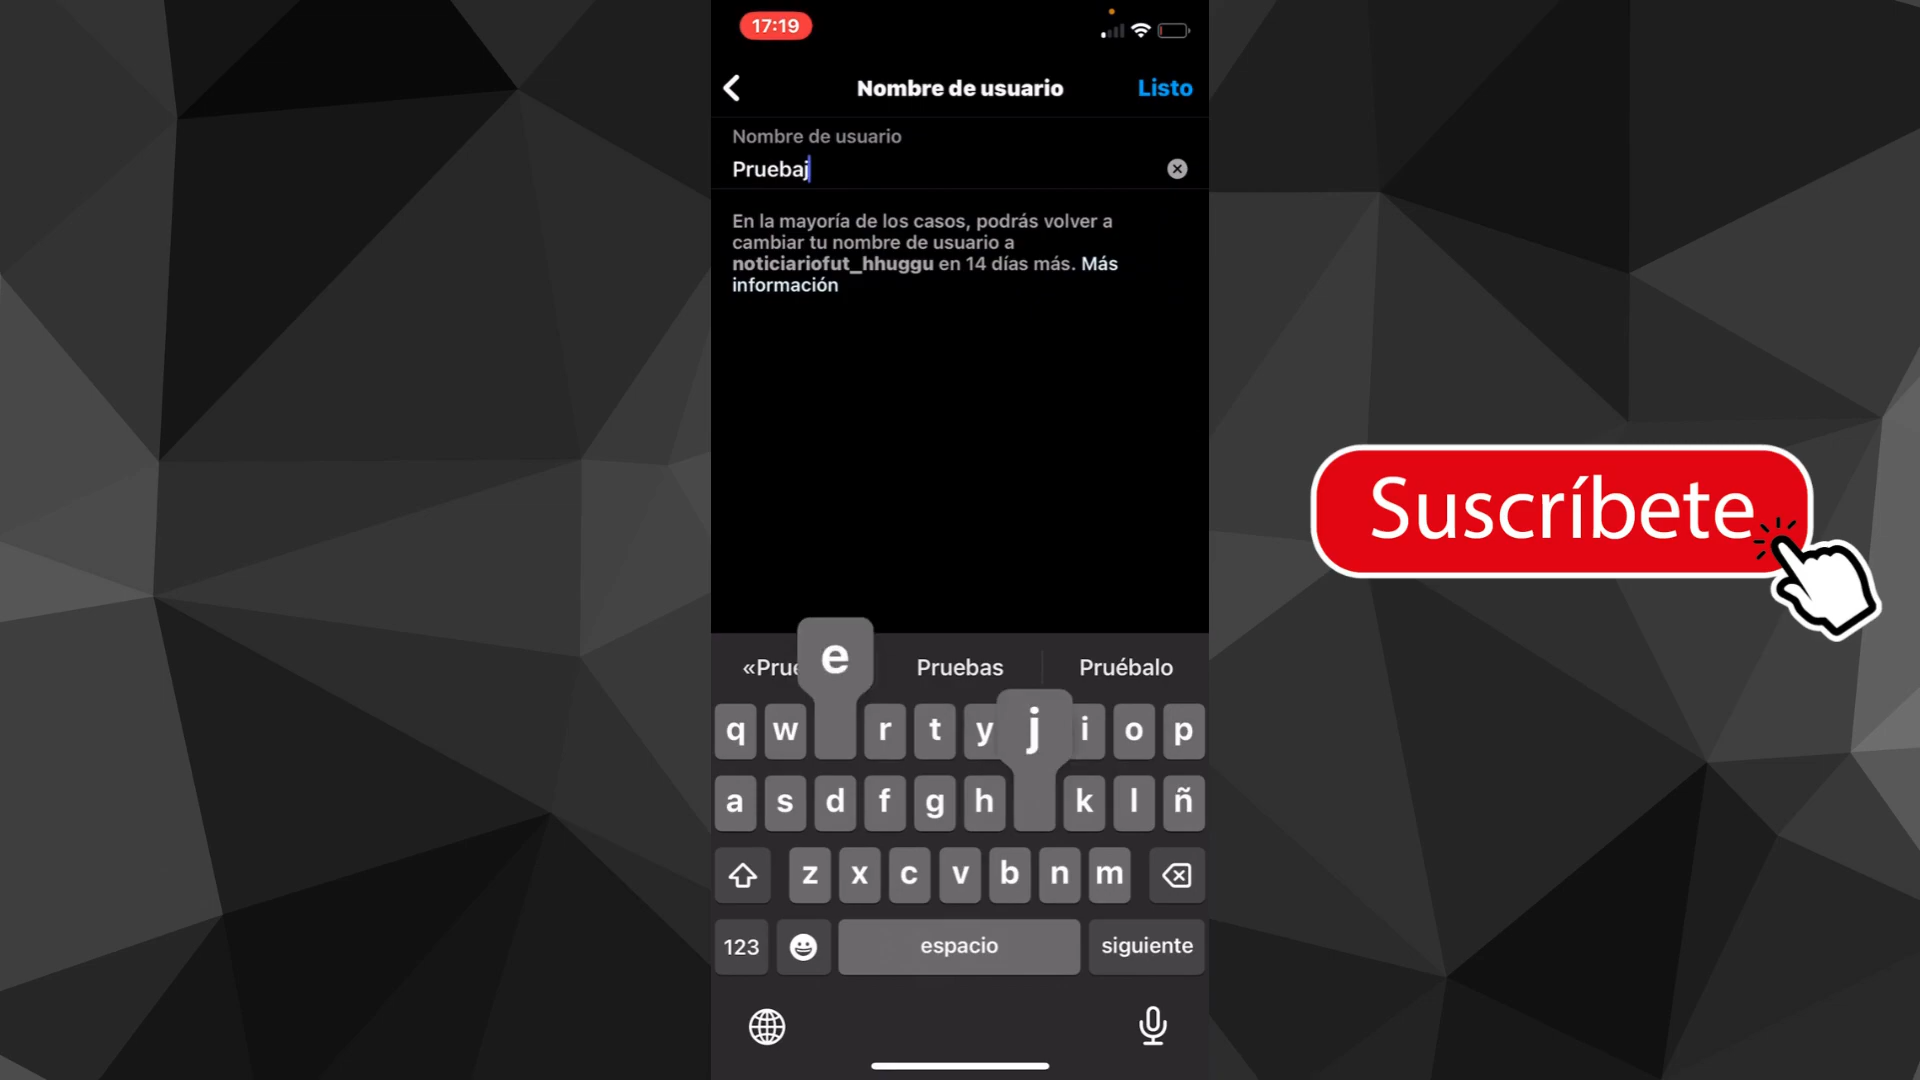 17:19
Nombre de usuario
Listo
Nombre de usuario
Pruebaj
En la mayoría de los casos, podrás volver a
cambiar tu nombre de usuario a
noticiariofut_hhuggu en 14 días más. Más
información
Suscríbete
«Prue
Pruebas
Pruébalo
e
q w r t y i o p
j
a s d f g h k l ñ
z x c v b n m
123
espacio
siguiente